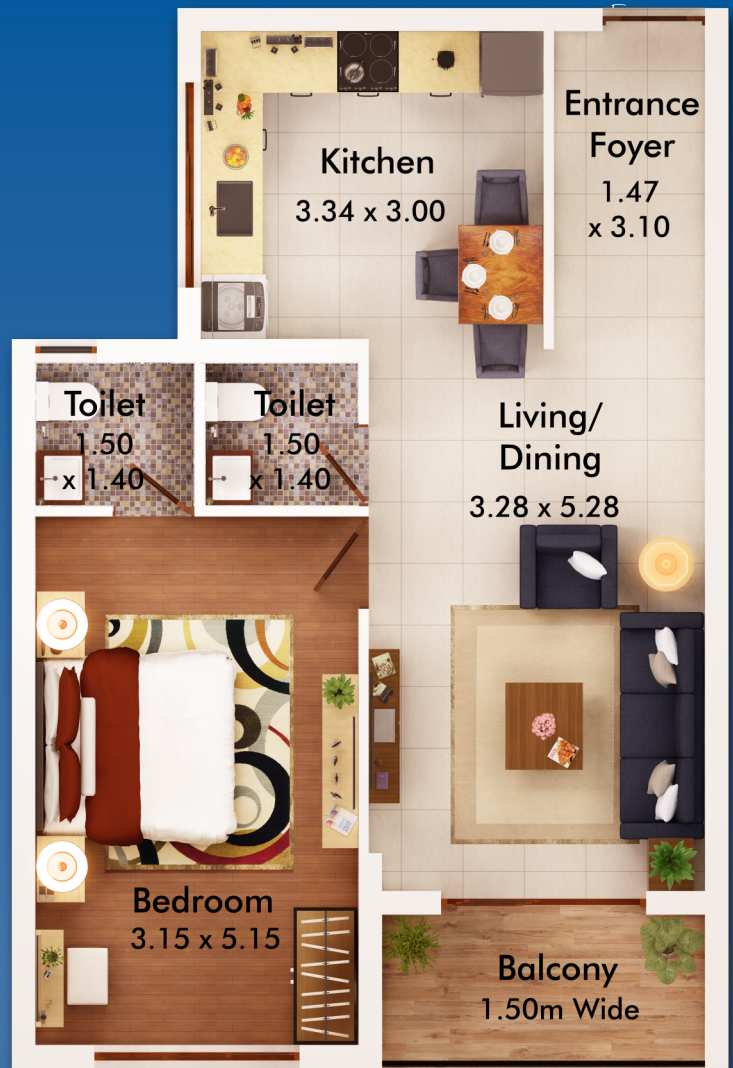 Entrance
Foyer
1.47
x 3.10
Kitchen
3.34 x 3.00
Toilet
1.50
x 1.40
Toilet
1.50
x 1.40
Living/
Dining
3.28 x 5.28
Bedroom
3.15 x 5.15
Balcony
1.50m Wide